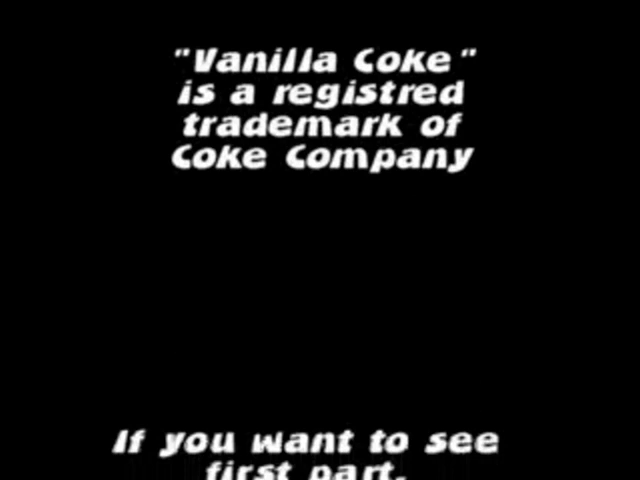 "Vanilla Coke"
is a registred
trademark of
Coke Company
If you want to see
first part,